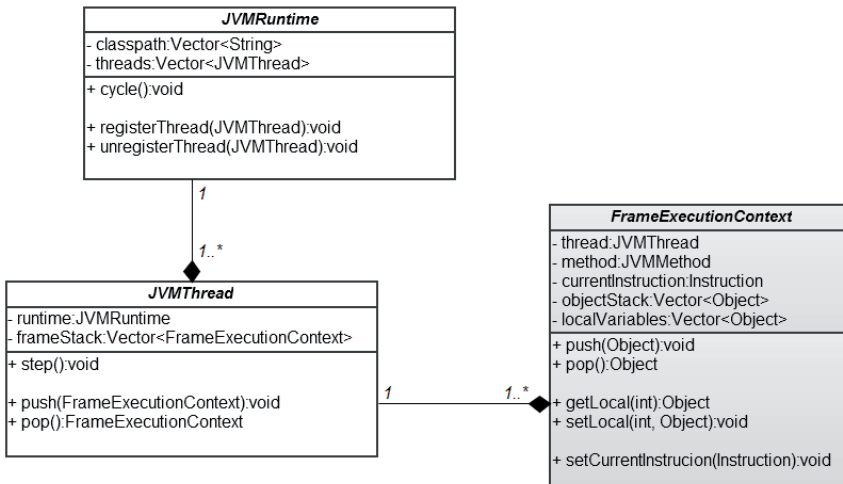 JVMRuntime
- classpath:Vector<String>
- threads:Vector<JVMThread>
+ cycle():void
+ registerThread(JVMThread):void
+ unregisterThread(JVMThread):void
1
1..*
JVMThread
- runtime:JVMRuntime
- frameStack:Vector<FrameExecutionContext>
+ step():void
+ push(FrameExecutionContext):void
+ pop():FrameExecutionContext
1
1..*
FrameExecutionContext
- thread:JVMThread
- method:JVMMethod
- currentInstruction:Instruction
- objectStack:Vector<Object>
- localVariables:Vector<Object>
+ push(Object):void
+ pop():Object
+ getLocal(int):Object
+ setLocal(int, Object):void
+ setCurrentInstrucion(Instruction):void